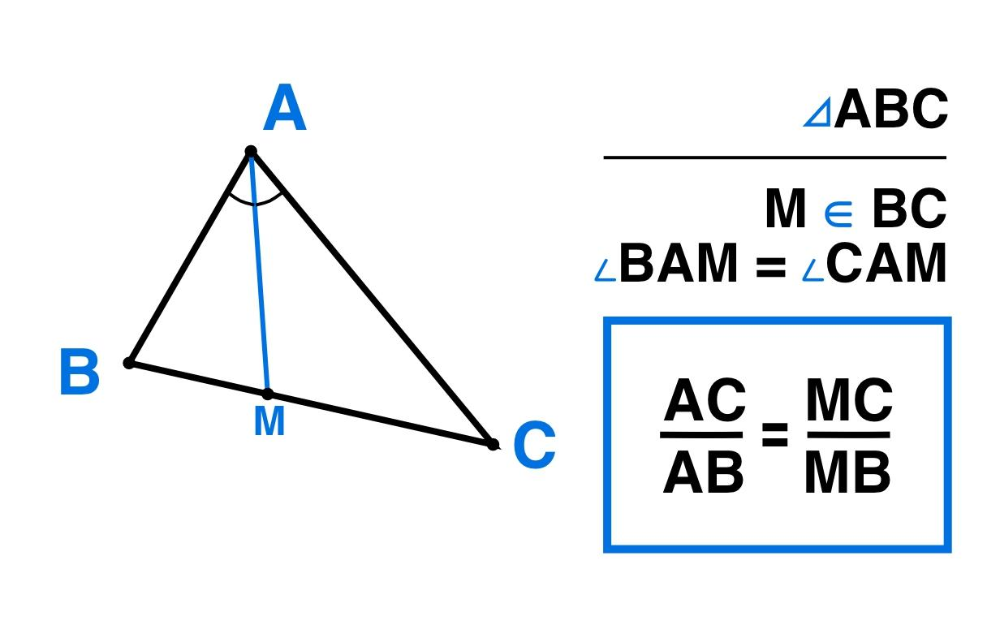 A
B
M
C
⊿ABC
M ∈ BC
∠BAM = ∠CAM
AC/AB = MC/MB